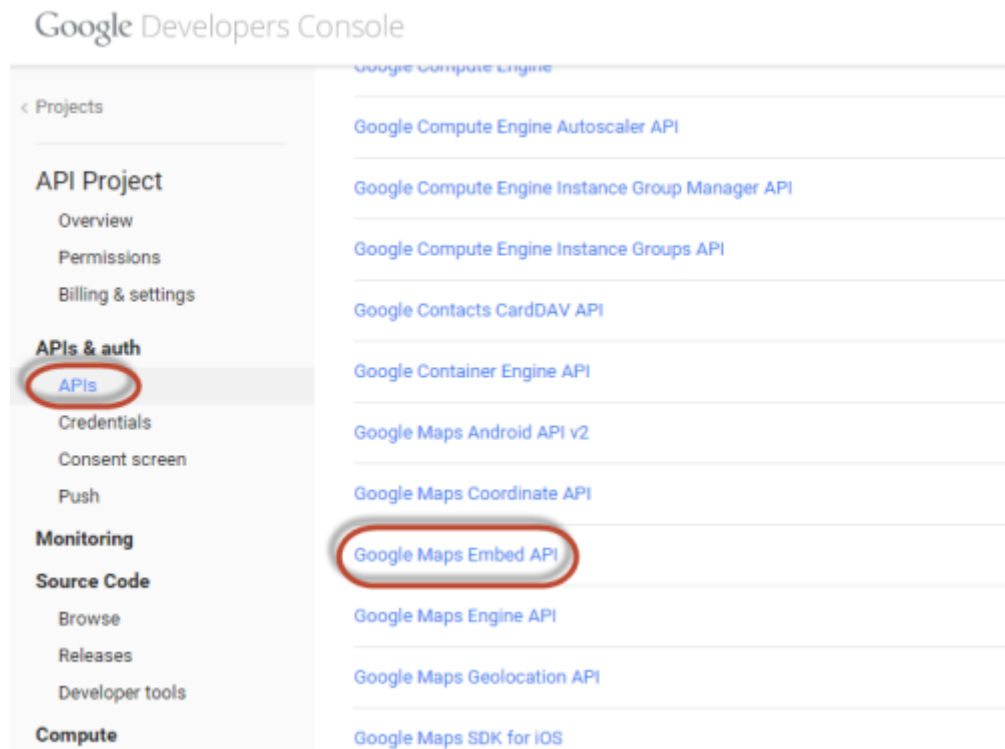 Google Developers Console
< Projects
API Project
Overview
Permissions
Billing & settings
APIs & auth
APIs
Credentials
Consent screen
Push
Monitoring
Source Code
Browse
Releases
Developer tools
Compute
Google Compute Engine
Google Compute Engine Autoscaler API
Google Compute Engine Instance Group Manager API
Google Compute Engine Instance Groups API
Google Contacts CardDAV API
Google Container Engine API
Google Maps Android API v2
Google Maps Coordinate API
Google Maps Embed API
Google Maps Engine API
Google Maps Geolocation API
Google Maps SDK for iOS